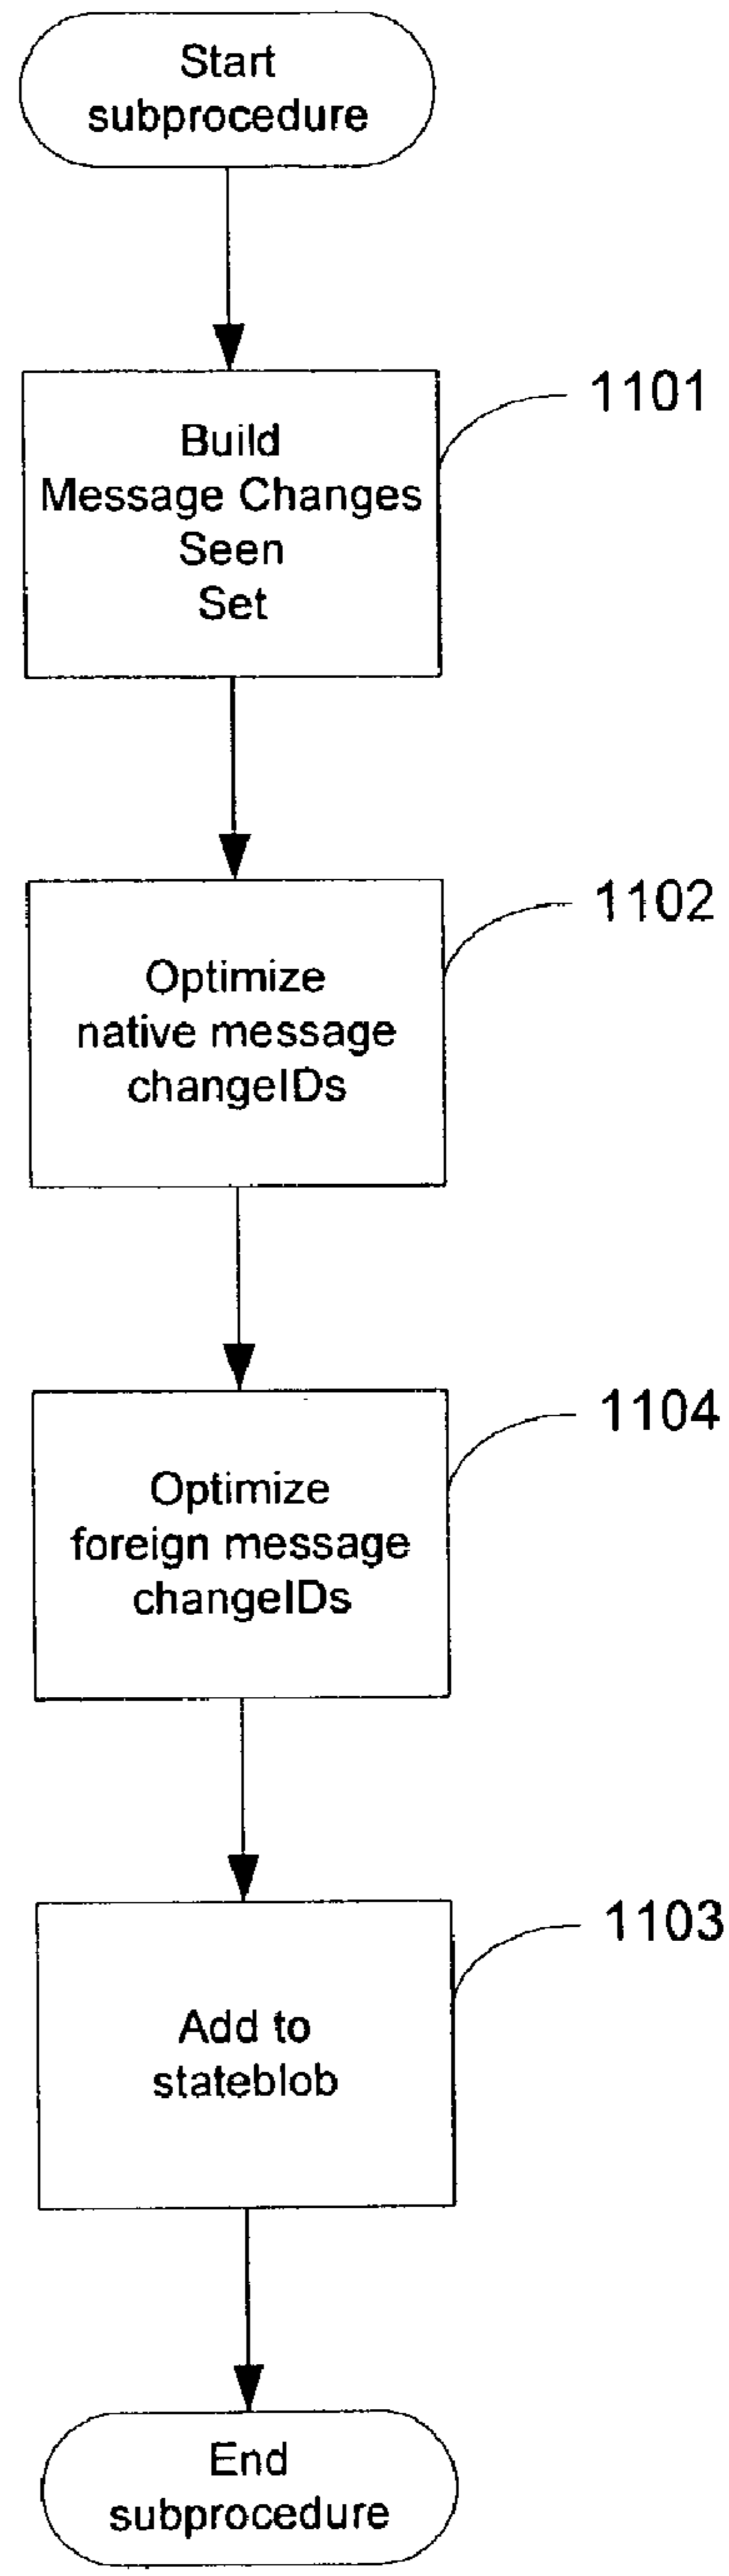 Start
subprocedure
1101
Build
Message Changes
Seen
Set
1102
Optimize
native message
changeIDs
1104
Optimize
foreign message
changeIDs
1103
Add to
stateblob
End
subprocedure